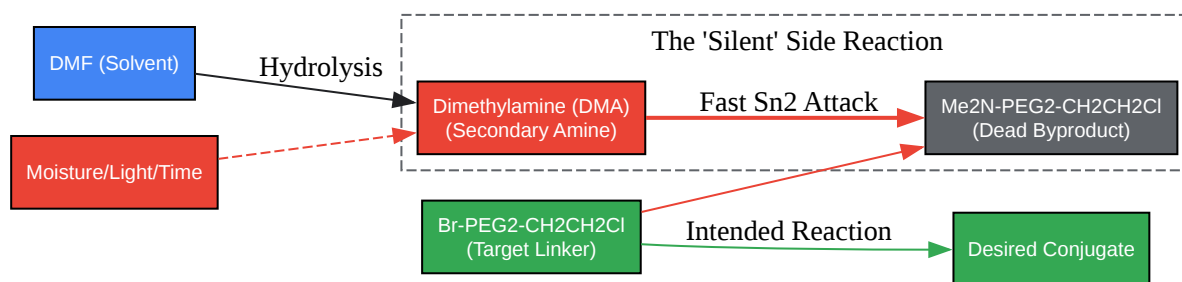 The 'Silent' Side Reaction
DMF (Solvent)
Hydrolysis
Dimethylamine (DMA)
(Secondary Amine)
Fast Sn2 Attack
Me2N-PEG2-CH2CH2Cl
(Dead Byproduct)
Moisture/Light/Time
Br-PEG2-CH2CH2Cl
(Target Linker)
Intended Reaction
Desired Conjugate